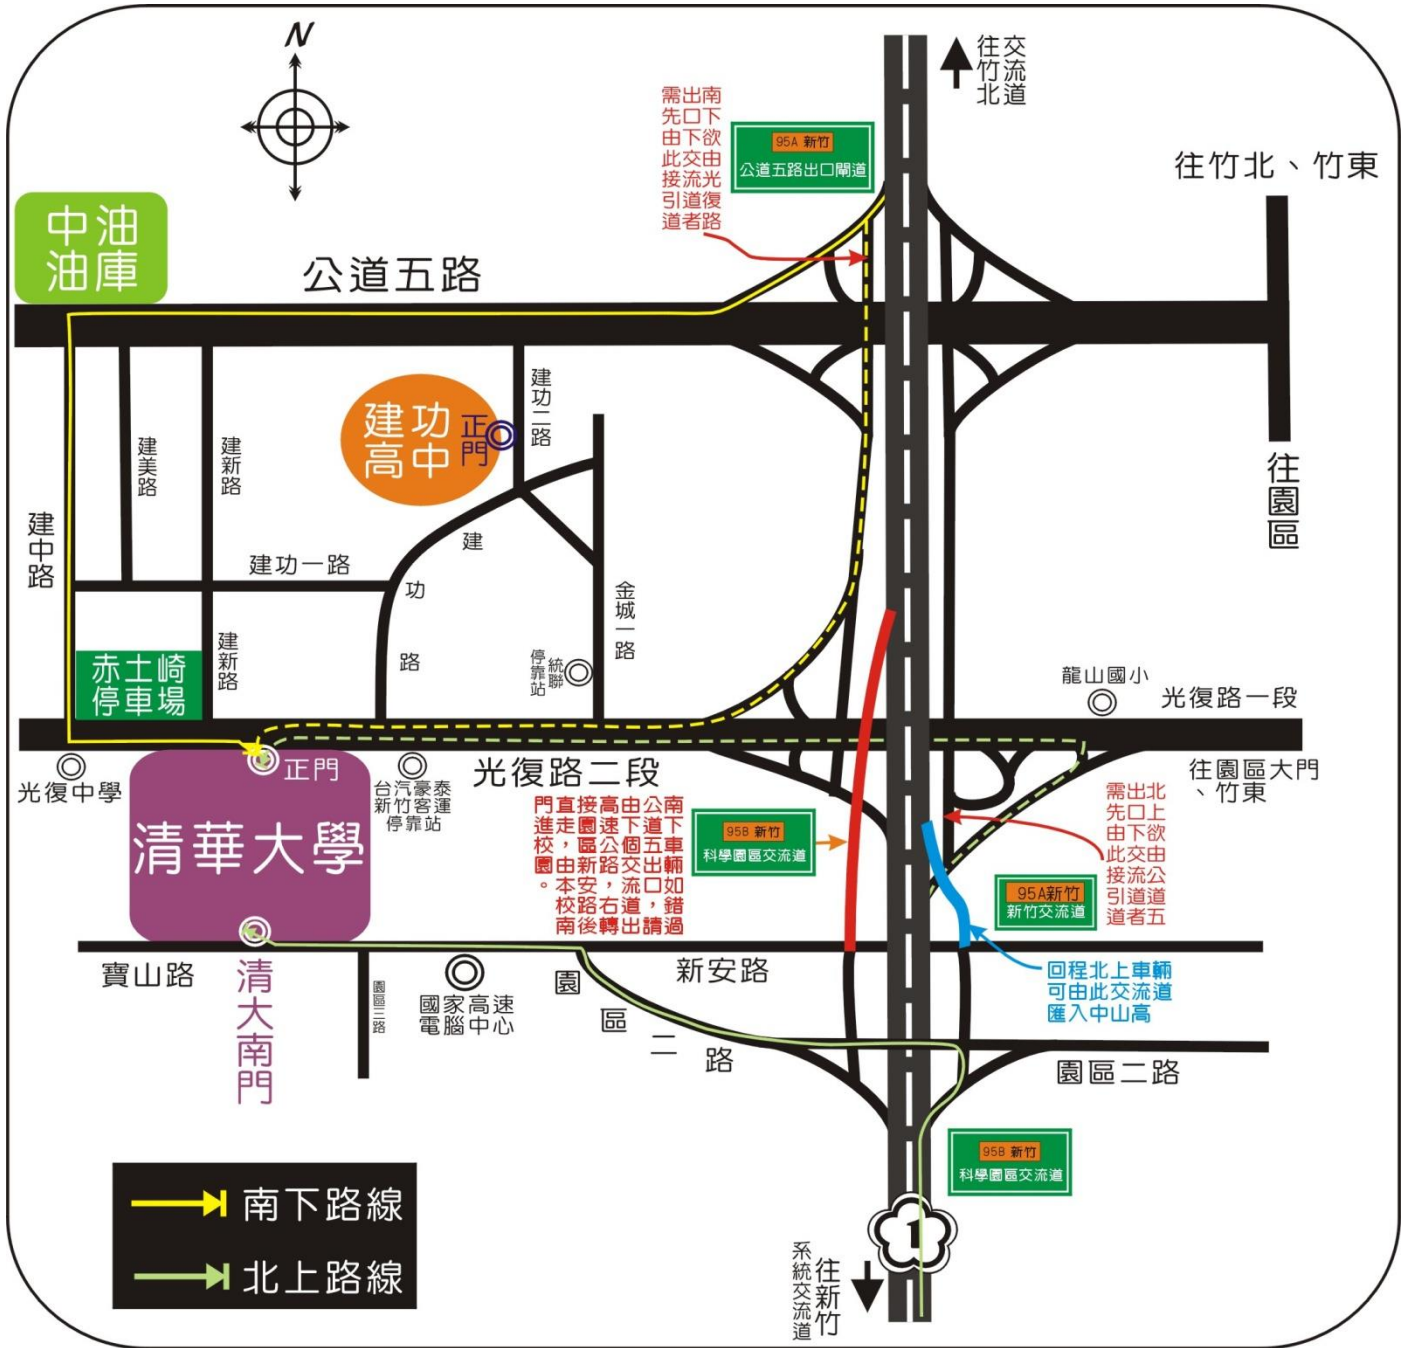 N
往竹北
交流道
南下欲由光復路
出口下交流道者
需先由此接引道
95A 新竹
公道五路出口閘道
往竹北、竹東
中油
油庫
公道五路
建功
高中
正門
建功二路
建美路
建新路
往園區
建中路
建功一路
建功路
金城一路
建新路
赤土崎
停車場
統聯
停靠站
龍山國小
光復路一段
光復中學
正門
台汽豪泰
新竹客運
停靠站
光復路二段
往園區大門
、竹東
清華大學
南下車輛如錯過
公道五出口,請
由下個交流道出
高速公路,右轉
接園區新安路後
直走,由本校南
門進校園。
95B 新竹
科學園區交流道
北上欲由公道五
出口下交流道者
需先由此接引道
95A新竹
新竹交流道
寶山路
清大南門
園區三路
國家高速
電腦中心
新安路
園區二路
回程北上車輛
可由此交流道
匯入中山高
園區二路
95B 新竹
科學園區交流道
南下路線
北上路線
1
往新竹
系統交流道